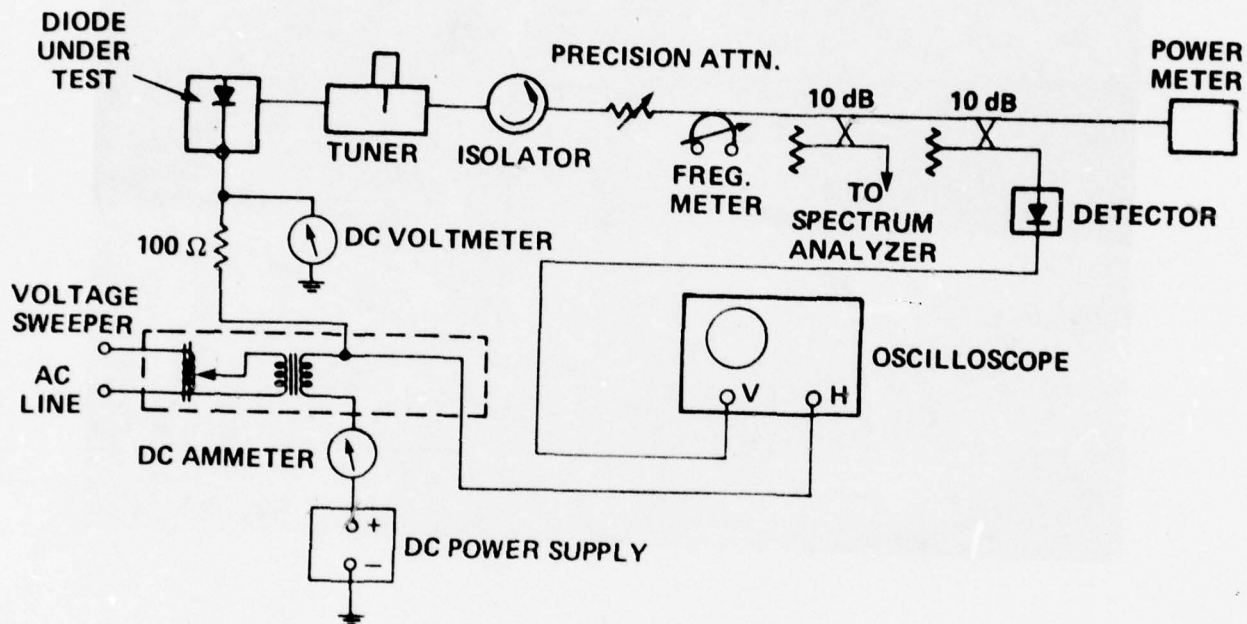 DIODE
UNDER
TEST
TUNER
ISOLATOR
PRECISION ATTN.
FREG.
METER
10 dB
10 dB
TO
SPECTRUM
ANALYZER
POWER
METER
DETECTOR
100 Ω
DC VOLTMETER
VOLTAGE
SWEEPER
AC
LINE
OSCILLOSCOPE
V
H
DC AMMETER
+
−
DC POWER SUPPLY